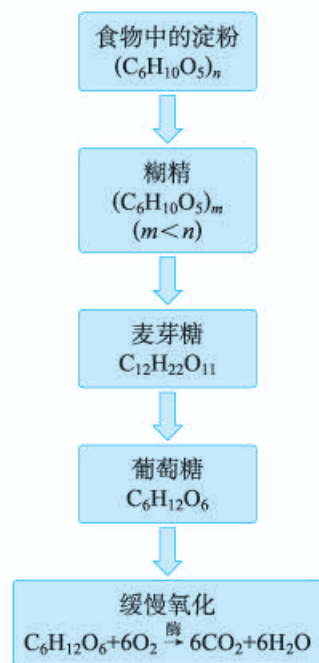 食物中的淀粉
(C₆H₁₀O₅)ₙ
糊精
(C₆H₁₀O₅)ₘ
(m<n)
麦芽糖
C₁₂H₂₂O₁₁
葡萄糖
C₆H₁₂O₆
缓慢氧化
C₆H₁₂O₆+6O₂ —酶→ 6CO₂+6H₂O